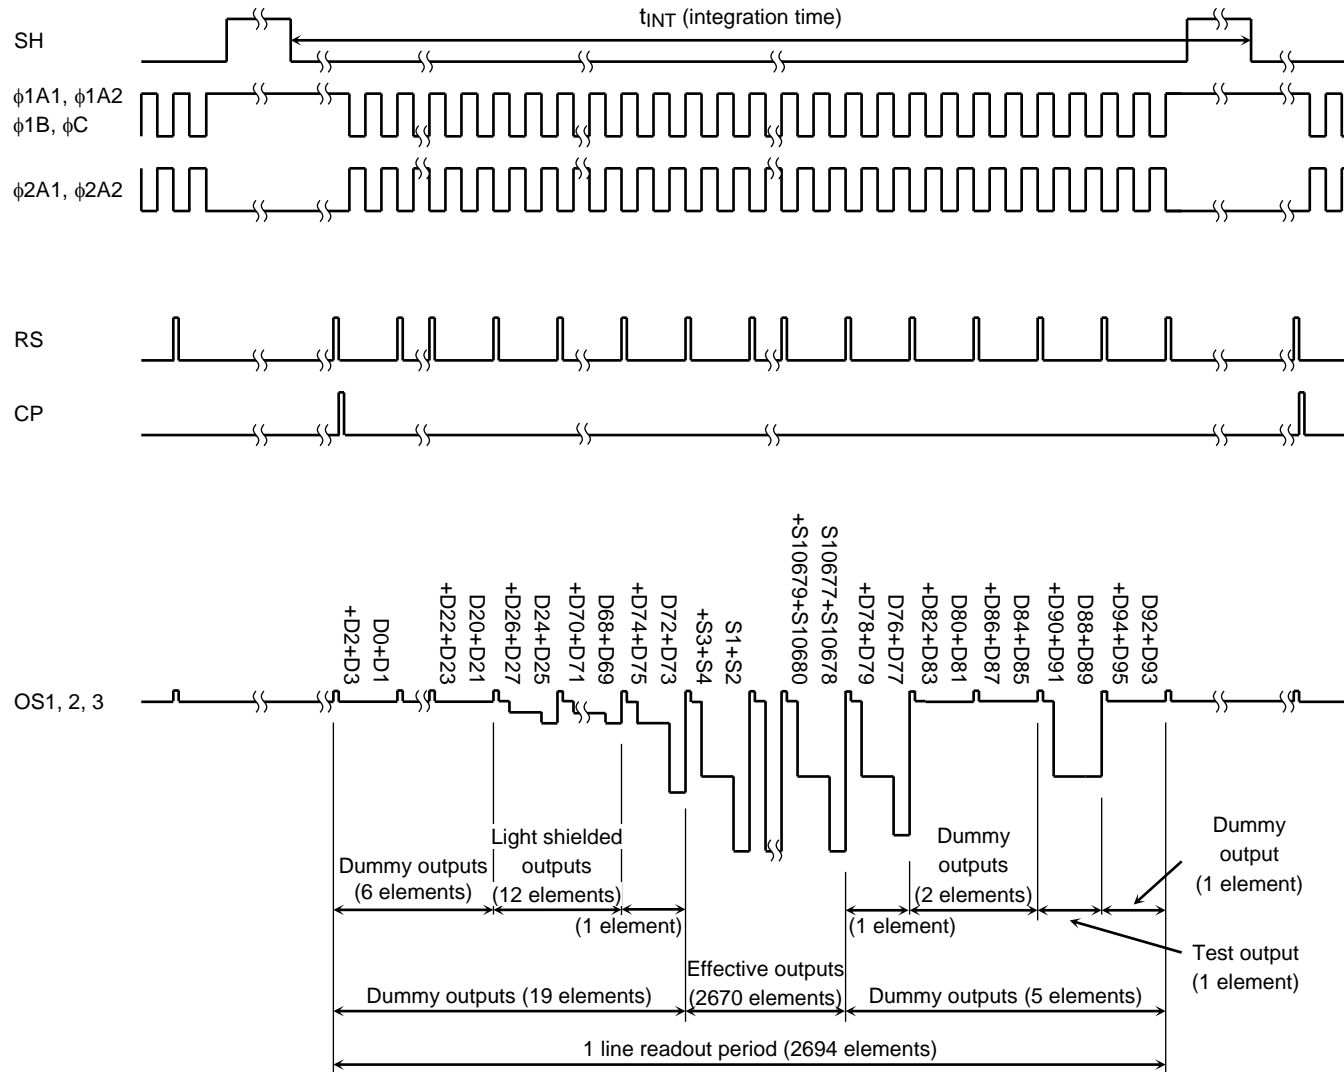 tINT (integration time)
SH
ϕ1A1, ϕ1A2
ϕ1B, ϕC
ϕ2A1, ϕ2A2
RS
CP
D0+D1
+D2+D3
D20+D21
+D22+D23
D24+D25
+D26+D27
D68+D69
+D70+D71
D72+D73
+D74+D75
S1+S2
+S3+S4
S10677+S10678
+S10679+S10680
D76+D77
+D78+D79
D80+D81
+D82+D83
D84+D85
+D86+D87
D88+D89
+D90+D91
D92+D93
+D94+D95
OS1, 2, 3
Dummy outputs
(6 elements)
Light shielded
outputs
(12 elements)
(1 element)
(1 element)
Dummy
outputs
(2 elements)
Dummy
output
(1 element)
Test output
(1 element)
Dummy outputs (19 elements)
Effective outputs
(2670 elements)
Dummy outputs (5 elements)
1 line readout period (2694 elements)